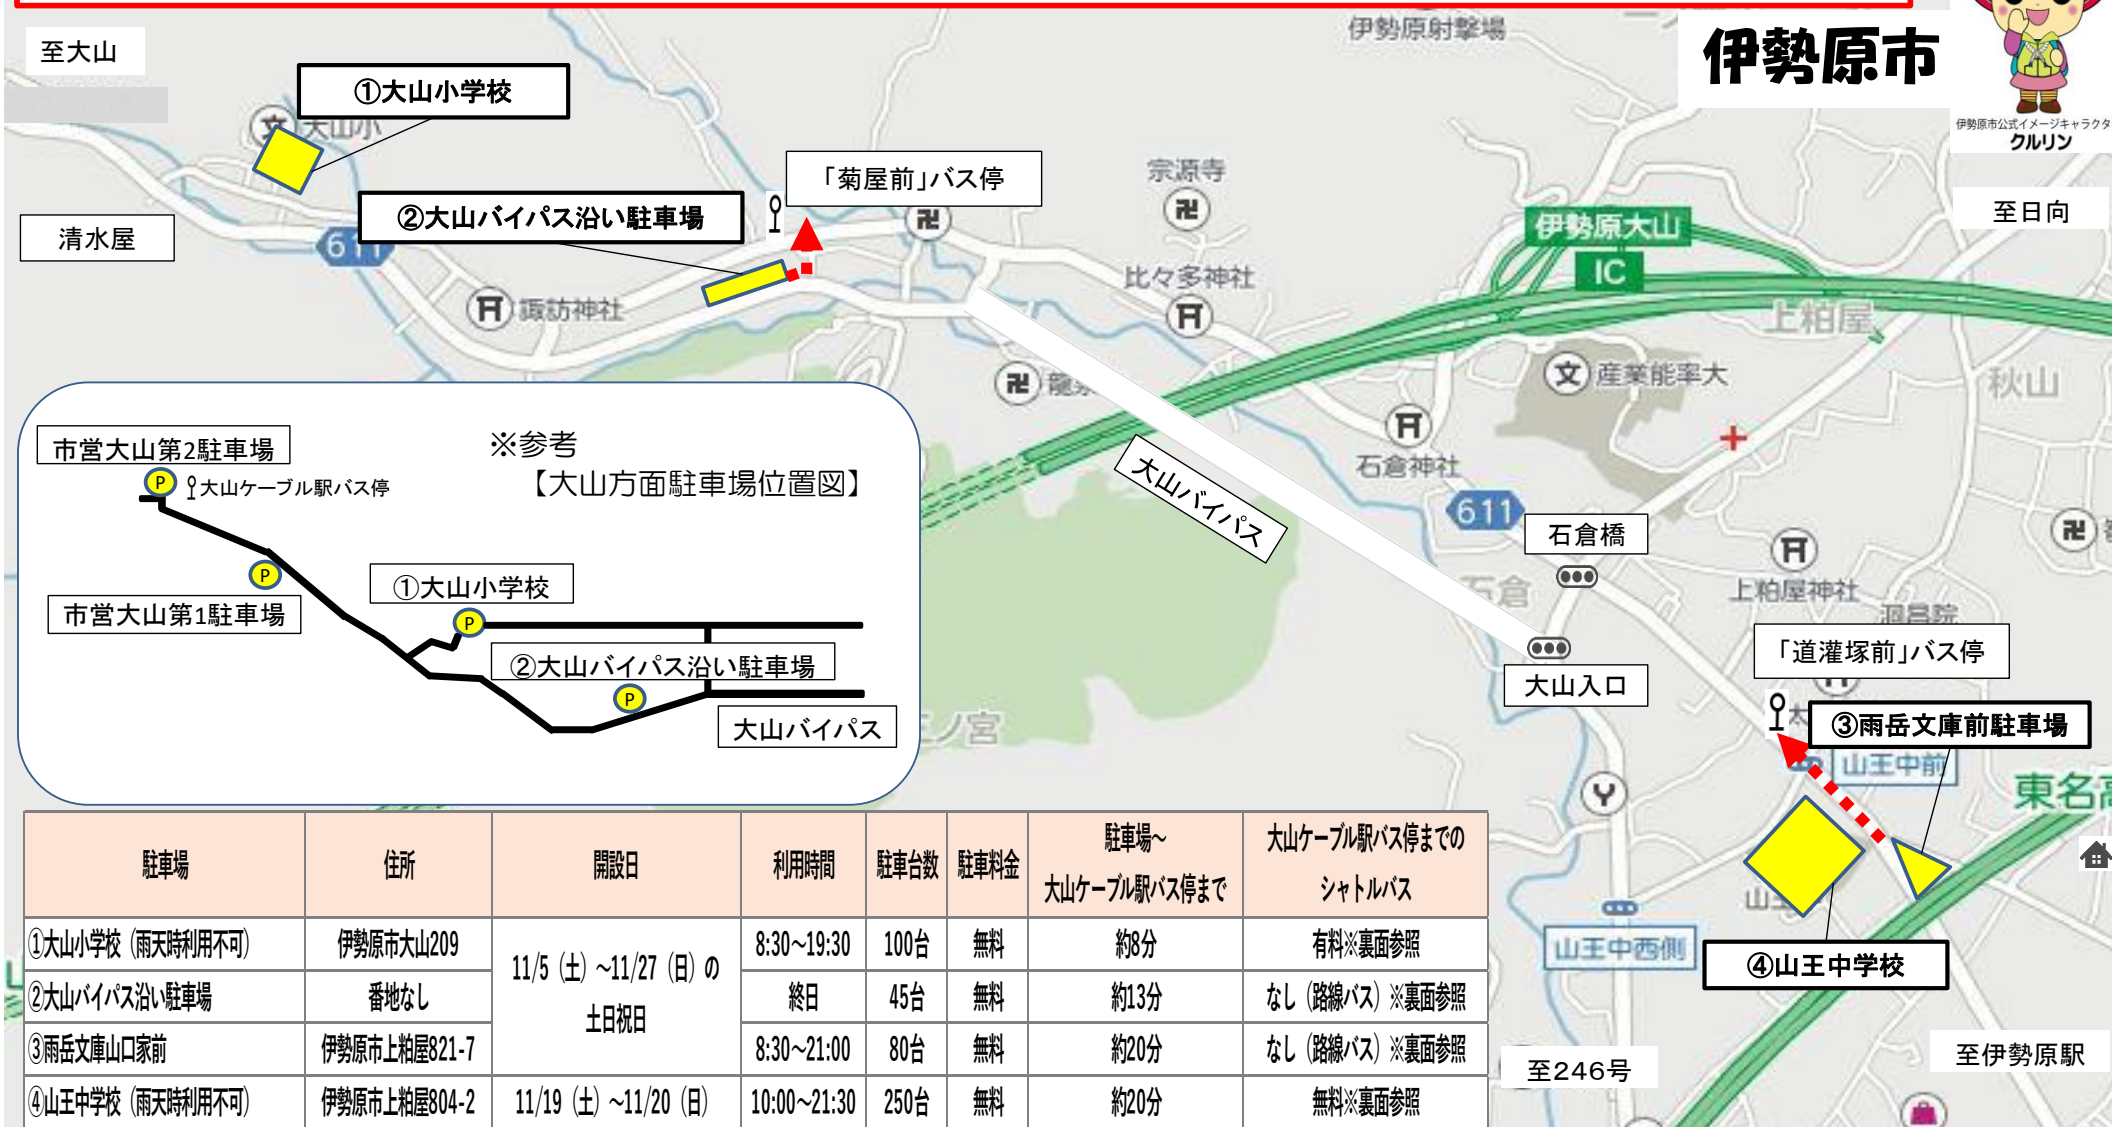 伊勢原射撃場
伊勢原市
至大山
伊勢原市公式イメージキャラクタ
クルリン
①大山小学校
大山小
「菊屋前」バス停
宗源寺
②大山バイパス沿い駐車場
至日向
清水屋
611
伊勢原大山
IC
比々多神社
諏訪神社
上粕屋
産業能率大
秋山
石倉神社
大山バイパス
611
石倉橋
石倉
上粕屋神社
洞昌院
「道灌塚前」バス停
大山入口
③雨岳文庫前駐車場
山王中前
三ノ宮
東名高
山王中西側
④山王中学校
至246号
至伊勢原駅
※参考
【大山方面駐車場位置図】
市営大山第2駐車場
P
大山ケーブル駅バス停
P
市営大山第1駐車場
①大山小学校
P
②大山バイパス沿い駐車場
P
大山バイパス
駐車場 住所 開設日 利用時間 駐車台数 駐車料金 駐車場～ 大山ケーブル駅バス停まで 大山ケーブル駅バス停までの シャトルバス
①大山小学校（雨天時利用不可） 伊勢原市大山209 11/5（土）～11/27（日）の 土日祝日 8:30～19:30 100台 無料 約8分 有料※裏面参照
②大山バイパス沿い駐車場 番地なし 終日 45台 無料 約13分 なし（路線バス）※裏面参照
③雨岳文庫山口家前 伊勢原市上粕屋821-7 8:30～21:00 80台 無料 約20分 なし（路線バス）※裏面参照
④山王中学校（雨天時利用不可） 伊勢原市上粕屋804-2 11/19（土）～11/20（日） 10:00～21:30 250台 無料 約20分 無料※裏面参照